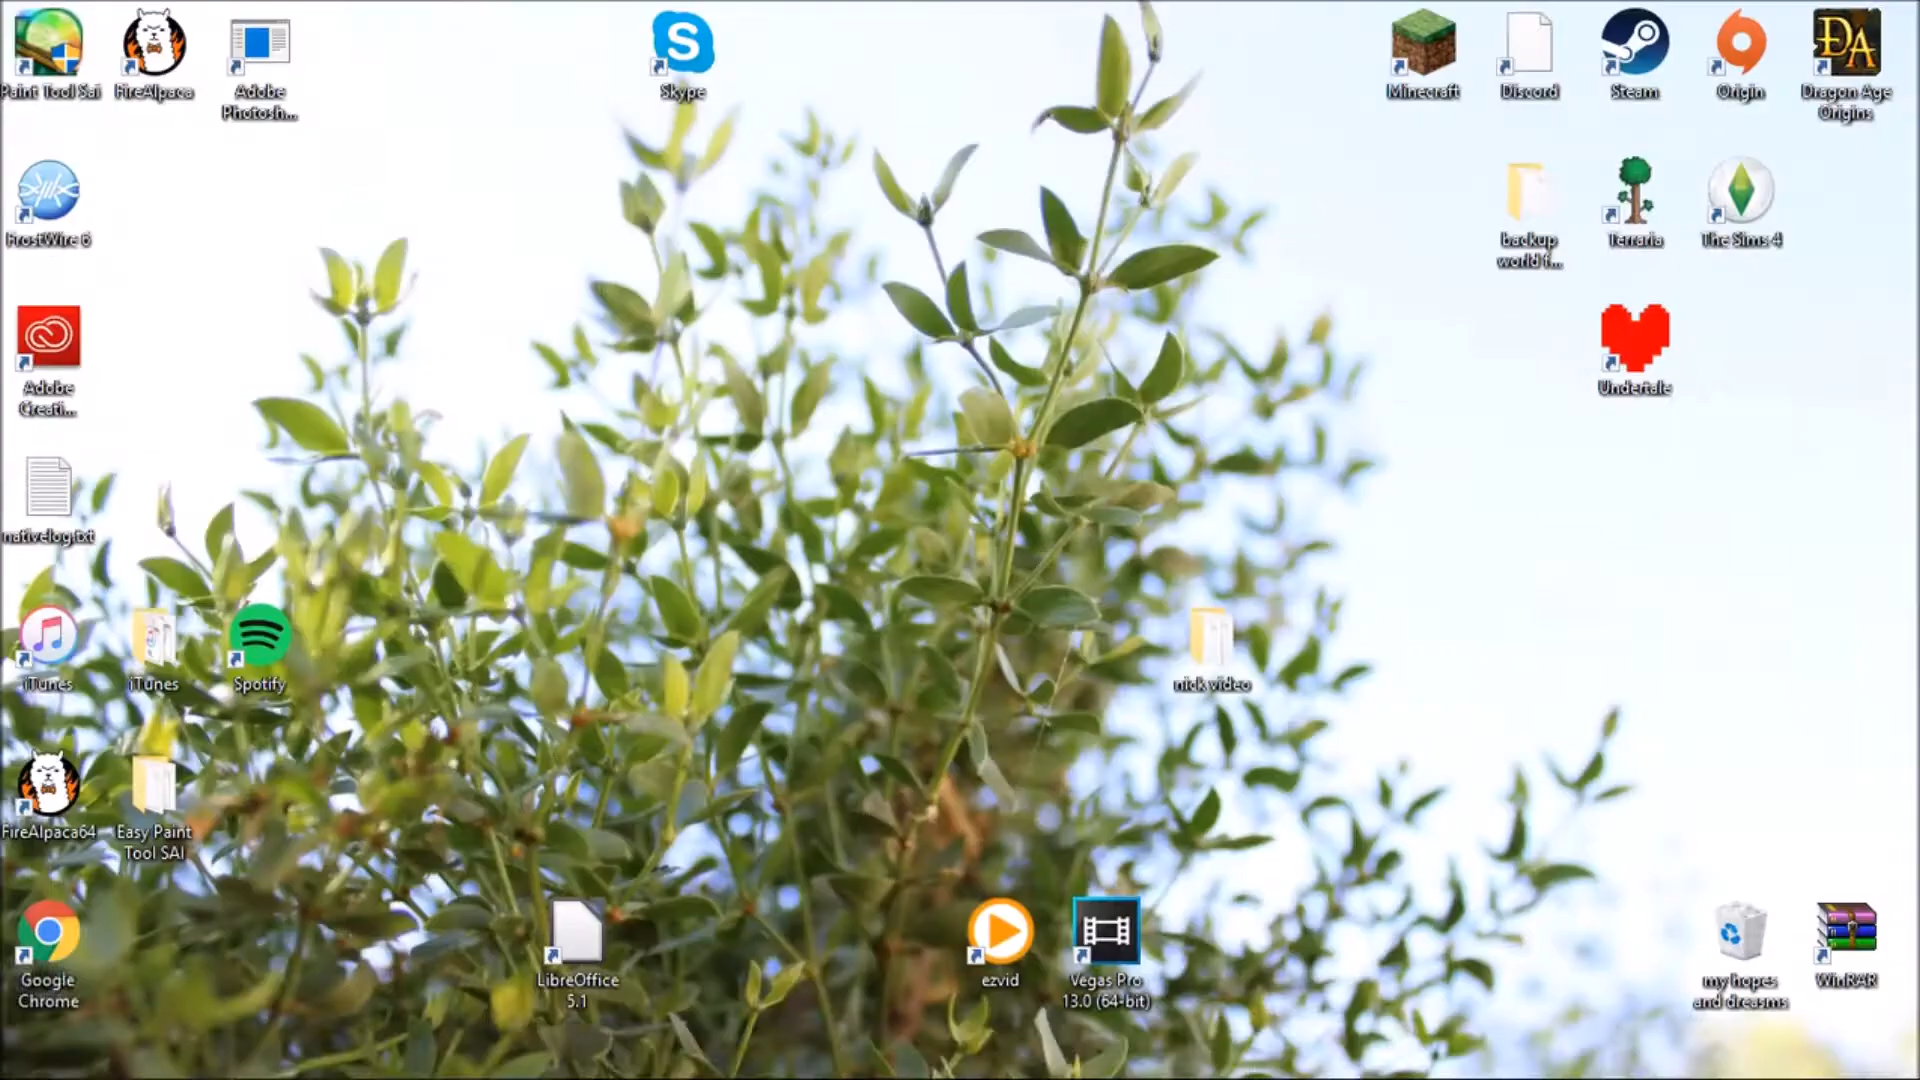 Paint Tool Sai
FireAlpaca
Adobe
Photosh...
Skype
Minecraft
Discord
Steam
Origin
Dragon Age
Origins
FrostWire 6
backup
world f...
Terraria
The Sims 4
Adobe
Creati...
Undertale
nativelog.txt
iTunes
iTunes
Spotify
nick video
FireAlpaca64
Easy Paint
Tool SAI
Google
Chrome
LibreOffice
5.1
ezvid
Vegas Pro
13.0 (64-bit)
my hopes
and dreasms
WinRAR